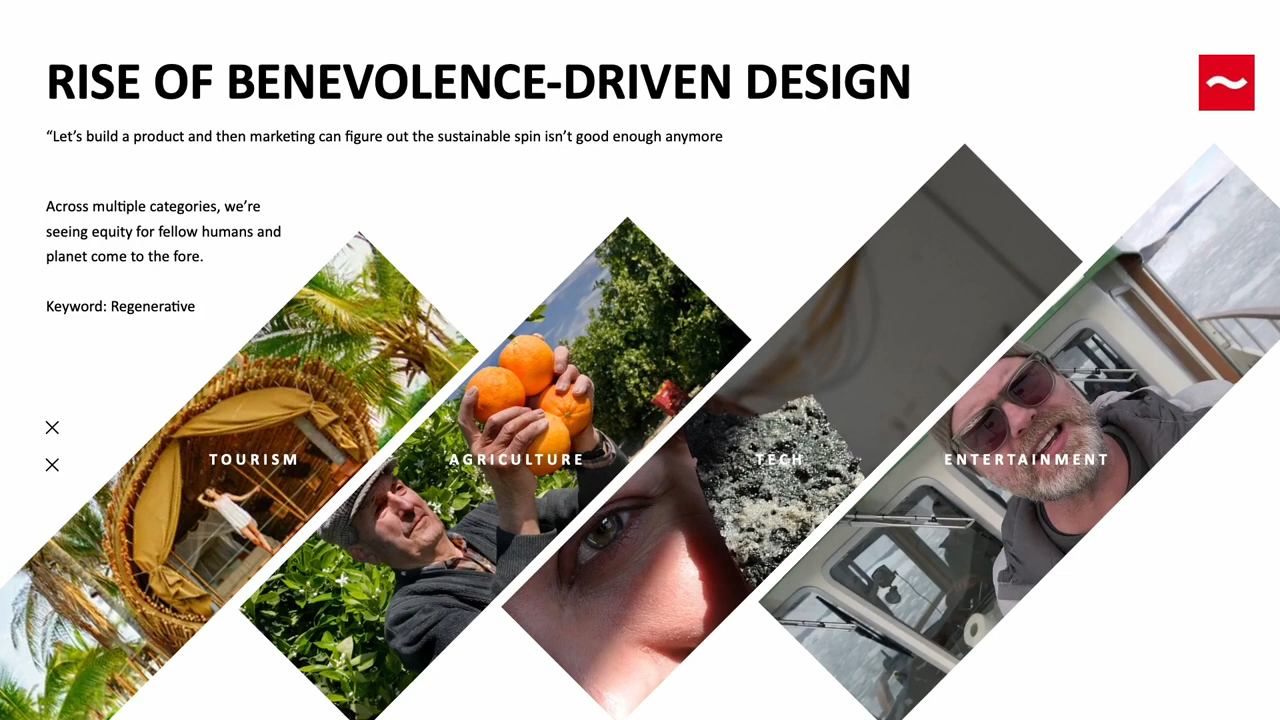 RISE OF BENEVOLENCE-DRIVEN DESIGN
“Let’s build a product and then marketing can figure out the sustainable spin isn’t good enough anymore
Across multiple categories, we’re
seeing equity for fellow humans and
planet come to the fore.
Keyword: Regenerative
TOURISM
AGRICULTURE
TECH
ENTERTAINMENT